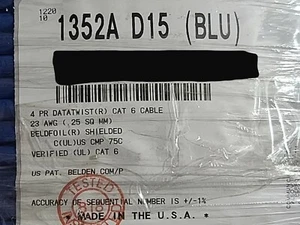 1220
10
1352A D15 (BLU)
4 PR DATATWIST(R) CAT 6 CABLE
23 AWG (.25 SQ MM)
BELDFOIL(R) SHIELDED
C(UL)US CMP 75C
VERIFIED (UL) CAT 6
US PAT. BELDEN.COM/P
TESTED
ACCURACY OF SEQUENTIAL NUMBER IS +/-1%
MADE IN THE U.S.A. *